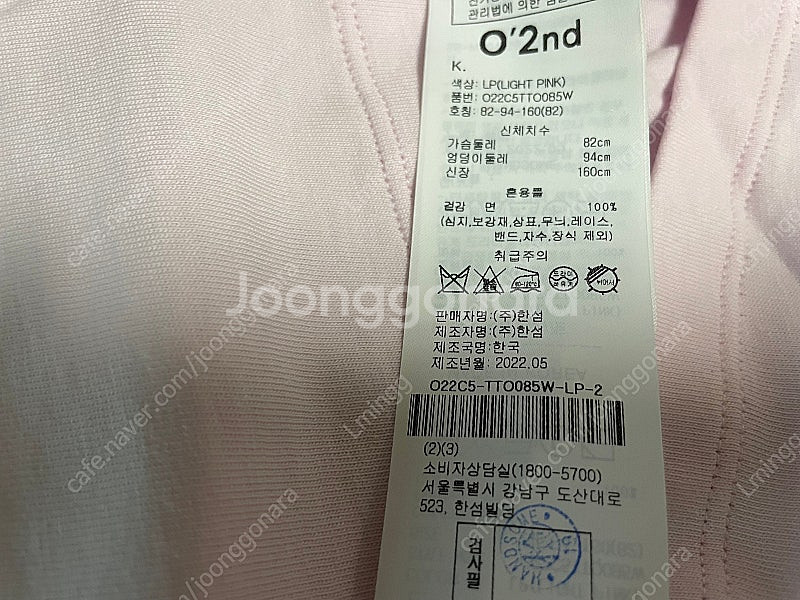 관리법에 의한
O'2nd
K.
색상: LP(LIGHT PINK)
품번: O22C5TTO085W
호칭: 82-94-160(82)
신체치수
가슴둘레 82cm
엉덩이둘레 94cm
신장 160cm
혼용률
겉감 면 100%
(심지,보강재,상표,무늬,레이스,
밴드,자수,장식 제외)
취급주의
판매자명:(주)한섬
제조자명:(주)한섬
제조국명:한국
제조년월: 2022.05
O22C5-TTO085W-LP-2
(2)(3)
소비자상담실(1800-5700)
서울특별시 강남구 도산대로
523, 한섬빌딩
검사필
Joonggonara
cafe.naver.com/joonggonara
Lmingg